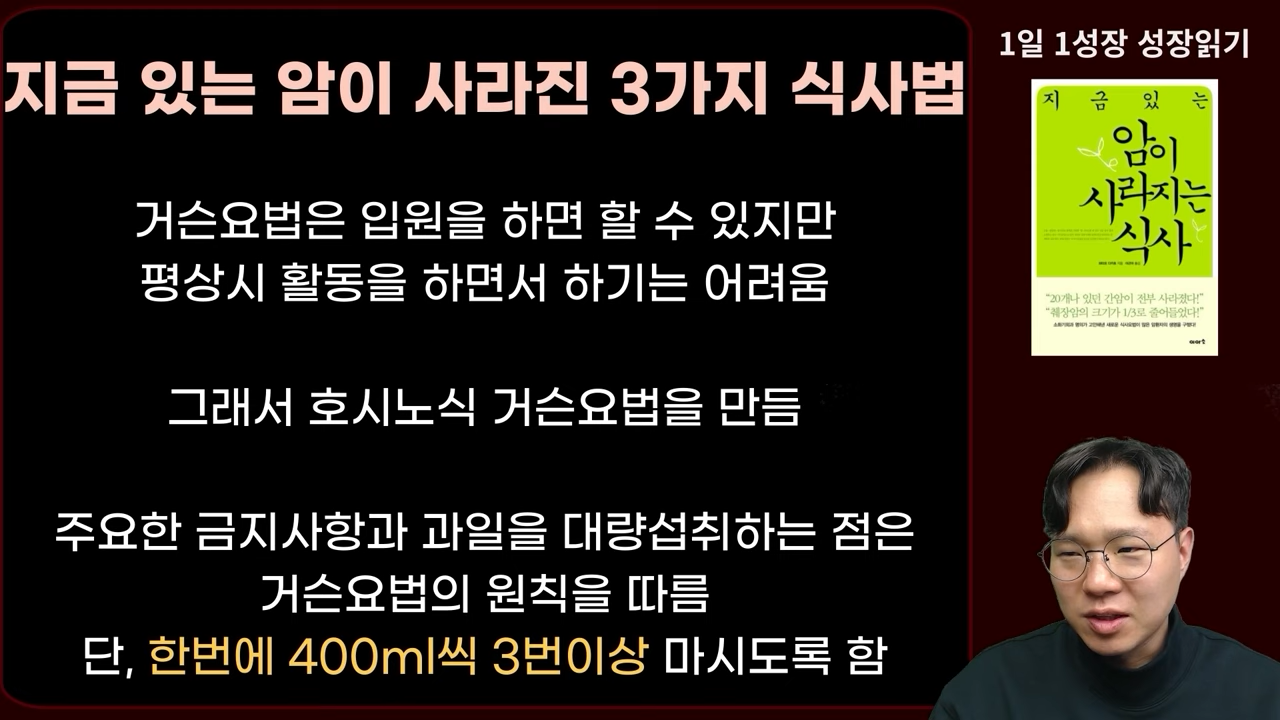 지금 있는 암이 사라진 3가지 식사법
거슨요법은 입원을 하면 할 수 있지만
평상시 활동을 하면서 하기는 어려움
그래서 호시노식 거슨요법을 만듬
주요한 금지사항과 과일을 대량섭취하는 점은
거슨요법의 원칙을 따름
단, 한번에 400ml씩 3번이상 마시도록 함
1일 1성장 성장읽기
지금 있는
암이
사라지는
식사
“20개나 있던 간암이 전부 사라졌다!”
“췌장암의 크기가 1/3로 줄어들었다!”